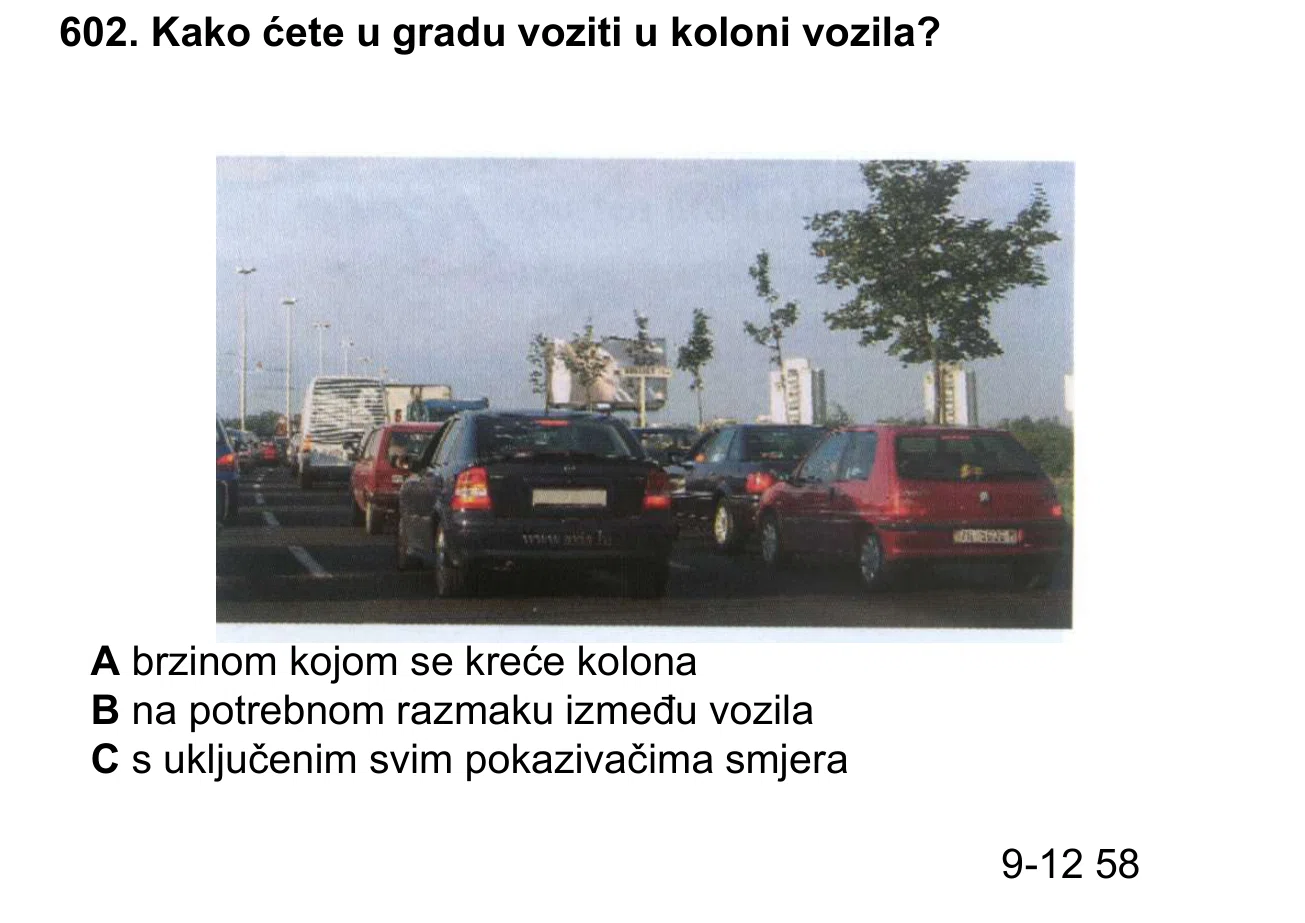 602. Kako ćete u gradu voziti u koloni vozila?
A brzinom kojom se kreće kolona
B na potrebnom razmaku između vozila
C s uključenim svim pokazivačima smjera
9-12 58